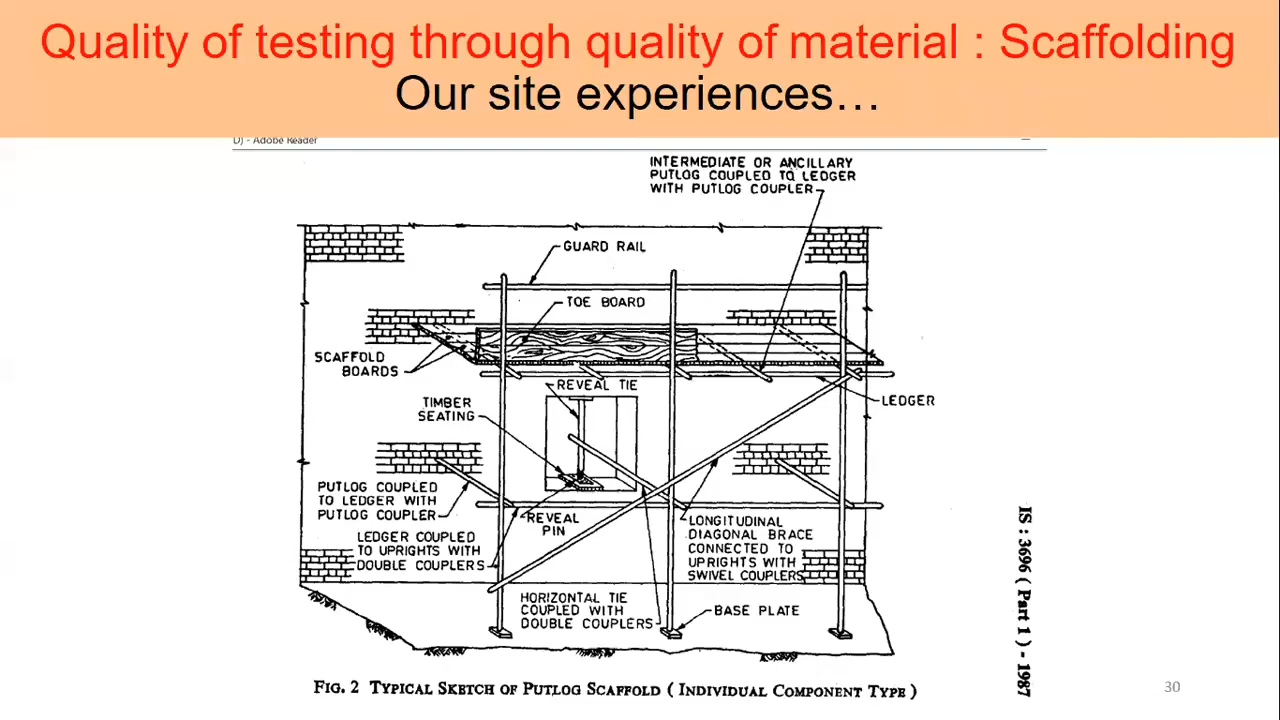 Quality of testing through quality of material : Scaffolding
Our site experiences…
D) - Adobe Reader
INTERMEDIATE OR ANCILLARY
PUTLOG COUPLED TO LEDGER
WITH PUTLOG COUPLER
GUARD RAIL
TOE BOARD
SCAFFOLD
BOARDS
REVEAL TIE
TIMBER
SEATING
LEDGER
PUTLOG COUPLED
TO LEDGER WITH
PUTLOG COUPLER
REVEAL
PIN
LEDGER COUPLED
TO UPRIGHTS WITH
DOUBLE COUPLERS
LONGITUDINAL
DIAGONAL BRACE
CONNECTED TO
UPRIGHTS WITH
SWIVEL COUPLERS
HORIZONTAL TIE
COUPLED WITH
DOUBLE COUPLERS
BASE PLATE
IS : 3696 ( Part 1 ) - 1987
FIG. 2 TYPICAL SKETCH OF PUTLOG SCAFFOLD ( INDIVIDUAL COMPONENT TYPE )
30